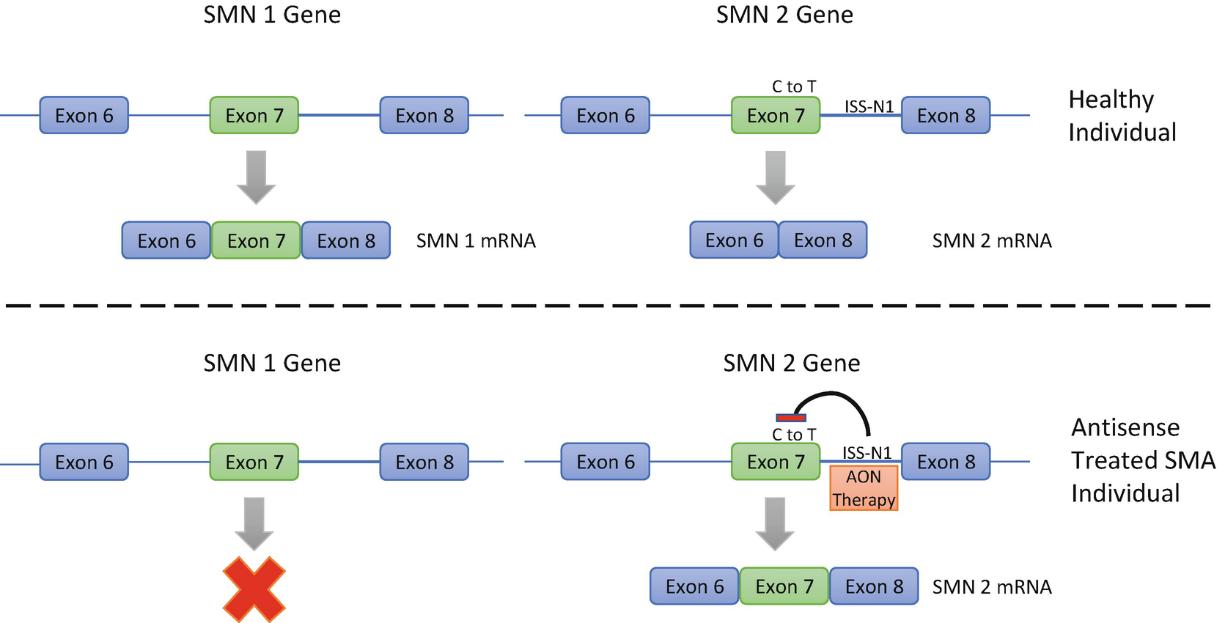 SMN 1 Gene
SMN 2 Gene
C to T
Exon 6
Exon 7
Exon 8
Exon 6
Exon 7
ISS-N1
Exon 8
Healthy
Individual
Exon 6
Exon 7
Exon 8
SMN 1 mRNA
Exon 6
Exon 8
SMN 2 mRNA
SMN 1 Gene
SMN 2 Gene
C to T
Exon 6
Exon 7
Exon 8
Exon 6
Exon 7
ISS-N1
Exon 8
AON
Therapy
Antisense
Treated SMA
Individual
Exon 6
Exon 7
Exon 8
SMN 2 mRNA